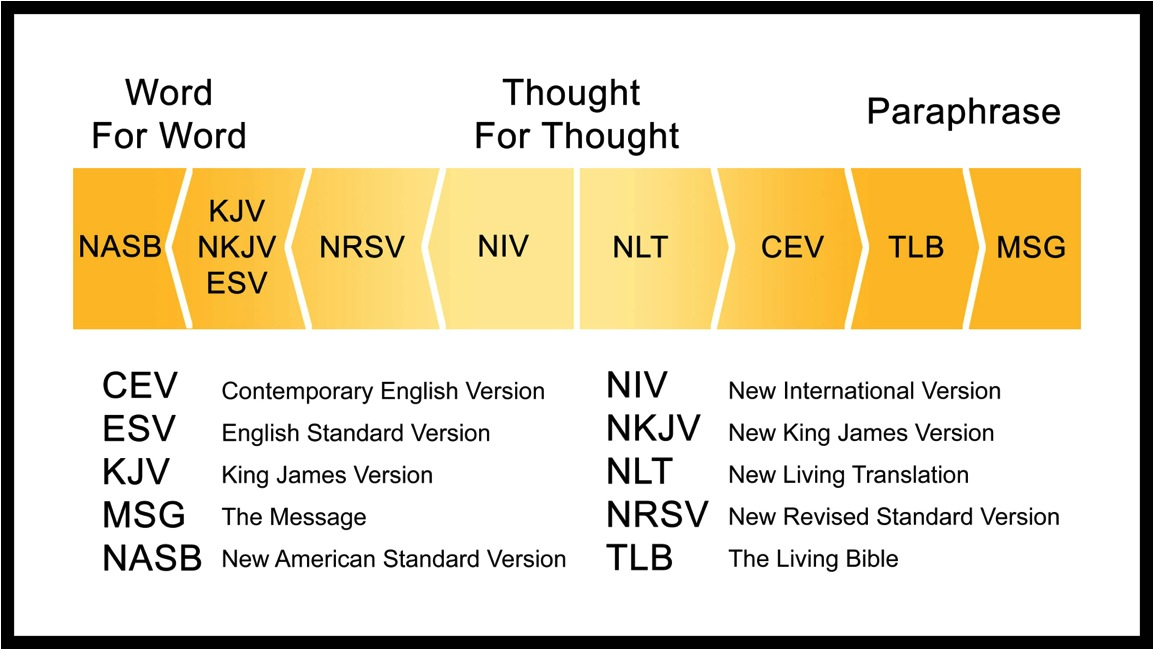 Word
For Word
Thought
For Thought
Paraphrase
NASB
KJV
NKJV
ESV
NRSV
NIV
NLT
CEV
TLB
MSG
CEV Contemporary English Version
ESV English Standard Version
KJV King James Version
MSG The Message
NASB New American Standard Version
NIV New International Version
NKJV New King James Version
NLT New Living Translation
NRSV New Revised Standard Version
TLB The Living Bible